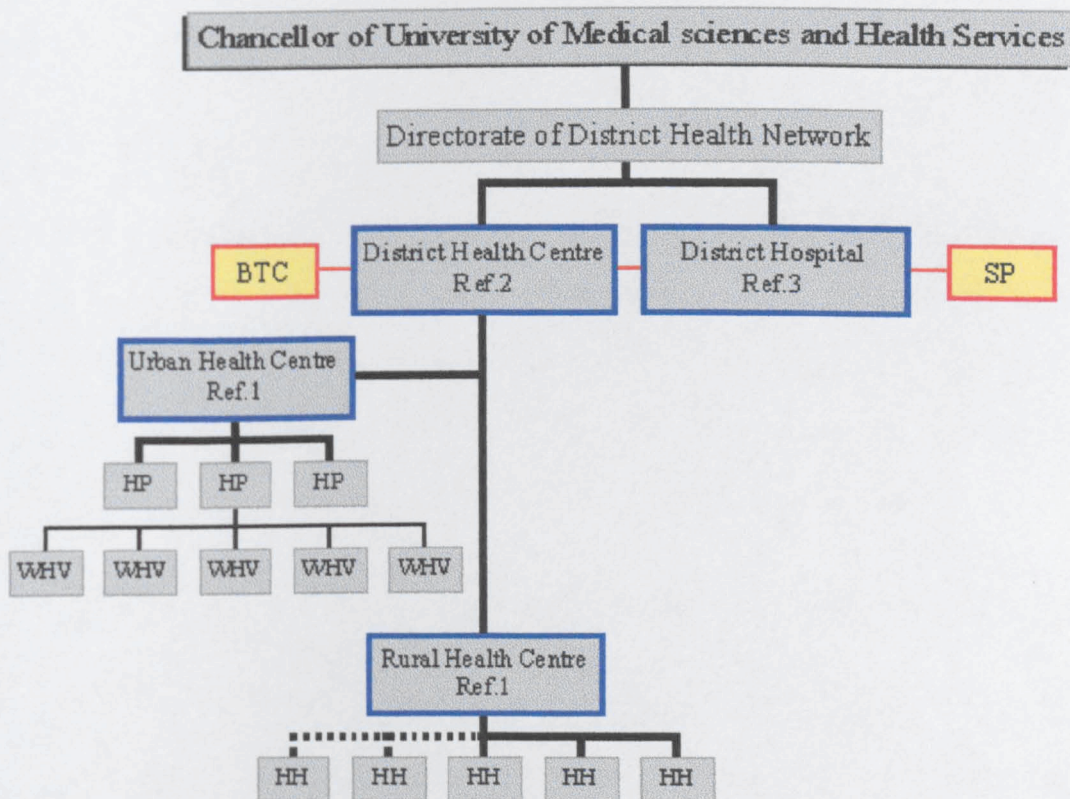 Chancellor of University of Medical sciences and Health Services
Directorate of District Health Network
BTC
District Health Centre
Ref.2
District Hospital
Ref.3
SP
Urban Health Centre
Ref.1
HP
HP
HP
WHV
WHV
WHV
WHV
WHV
Rural Health Centre
Ref.1
HH
HH
HH
HH
HH